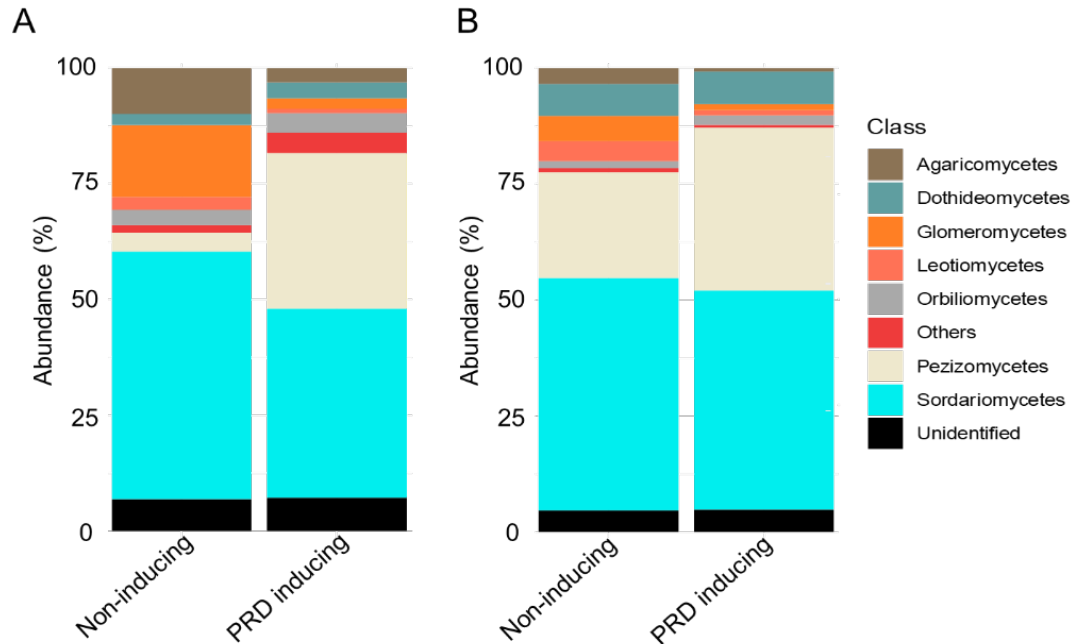 A
B
100
75
50
25
0
Abundance (%)
Non-inducing
PRD inducing
100
75
50
25
0
Abundance (%)
Non-inducing
PRD inducing
Class
Agaricomycetes
Dothideomycetes
Glomeromycetes
Leotiomycetes
Orbiliomycetes
Others
Pezizomycetes
Sordariomycetes
Unidentified